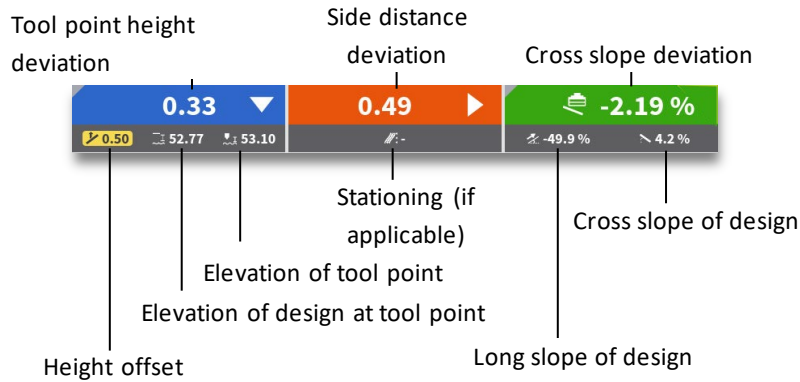 Tool point height
deviation
Side distance
deviation
Cross slope deviation
0.33
0.49
-2.19 %
0.50
52.77
53.10
-
-49.9 %
4.2 %
Stationing (if
applicable)
Cross slope of design
Elevation of tool point
Elevation of design at tool point
Height offset
Long slope of design